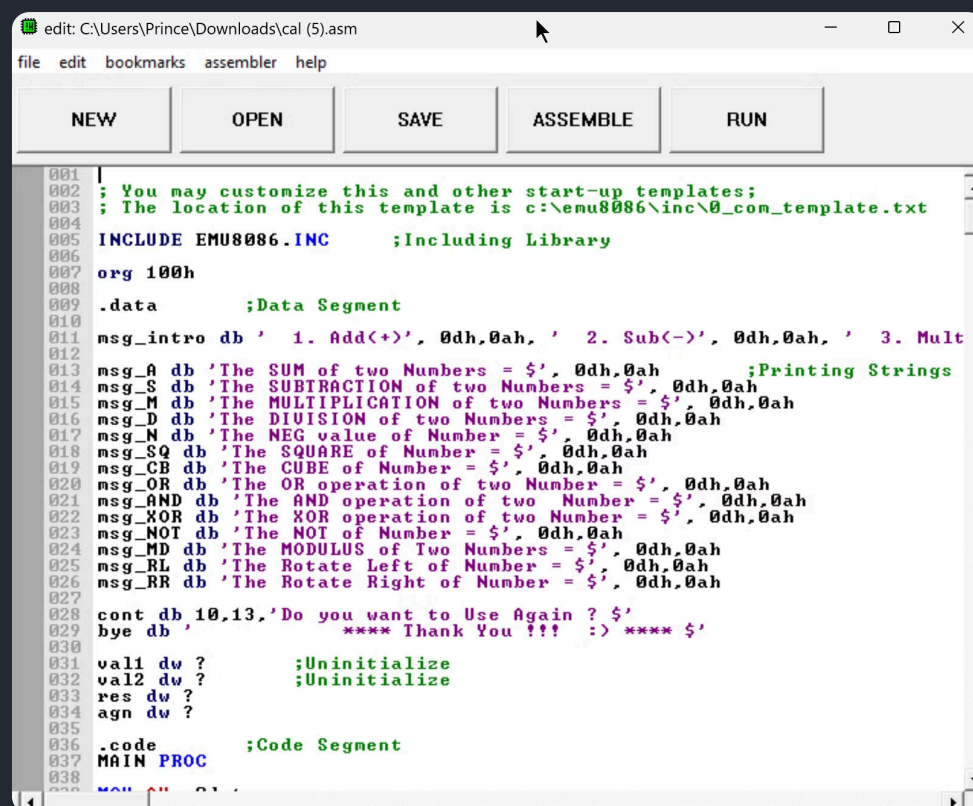 edit: C:\Users\Prince\Downloads\cal (5).asm
file edit bookmarks assembler help
NEW OPEN SAVE ASSEMBLE RUN
001
002 ; You may customize this and other start-up templates;
003 ; The location of this template is c:\emu8086\inc\0_com_template.txt
004
005 INCLUDE EMU8086.INC ;Including Library
006
007 org 100h
008
009 .data ;Data Segment
010
011 msg_intro db ' 1. Add(+)', 0dh,0ah, ' 2. Sub(-)', 0dh,0ah, ' 3. Mult
012
013 msg_A db 'The SUM of two Numbers = $', 0dh,0ah ;Printing Strings
014 msg_S db 'The SUBTRACTION of two Numbers = $', 0dh,0ah
015 msg_M db 'The MULTIPLICATION of two Numbers = $', 0dh,0ah
016 msg_D db 'The DIVISION of two Numbers = $', 0dh,0ah
017 msg_N db 'The NEG value of Number = $', 0dh,0ah
018 msg_SQ db 'The SQUARE of Number = $', 0dh,0ah
019 msg_CB db 'The CUBE of Number = $', 0dh,0ah
020 msg_OR db 'The OR operation of two Number = $', 0dh,0ah
021 msg_AND db 'The AND operation of two  Number = $', 0dh,0ah
022 msg_XOR db 'The XOR operation of two Number = $', 0dh,0ah
023 msg_NOT db 'The NOT of Number = $', 0dh,0ah
024 msg_MD db 'The MODULUS of Two Numbers = $', 0dh,0ah
025 msg_RL db 'The Rotate Left of Number = $', 0dh,0ah
026 msg_RR db 'The Rotate Right of Number = $', 0dh,0ah
027
028 cont db 10,13,'Do you want to Use Again ? $'
029 bye db ' **** Thank You !!! :) **** $'
030
031 val1 dw ? ;Uninitialize
032 val2 dw ? ;Uninitialize
033 res dw ?
034 agn dw ?
035
036 .code ;Code Segment
037 MAIN PROC
038